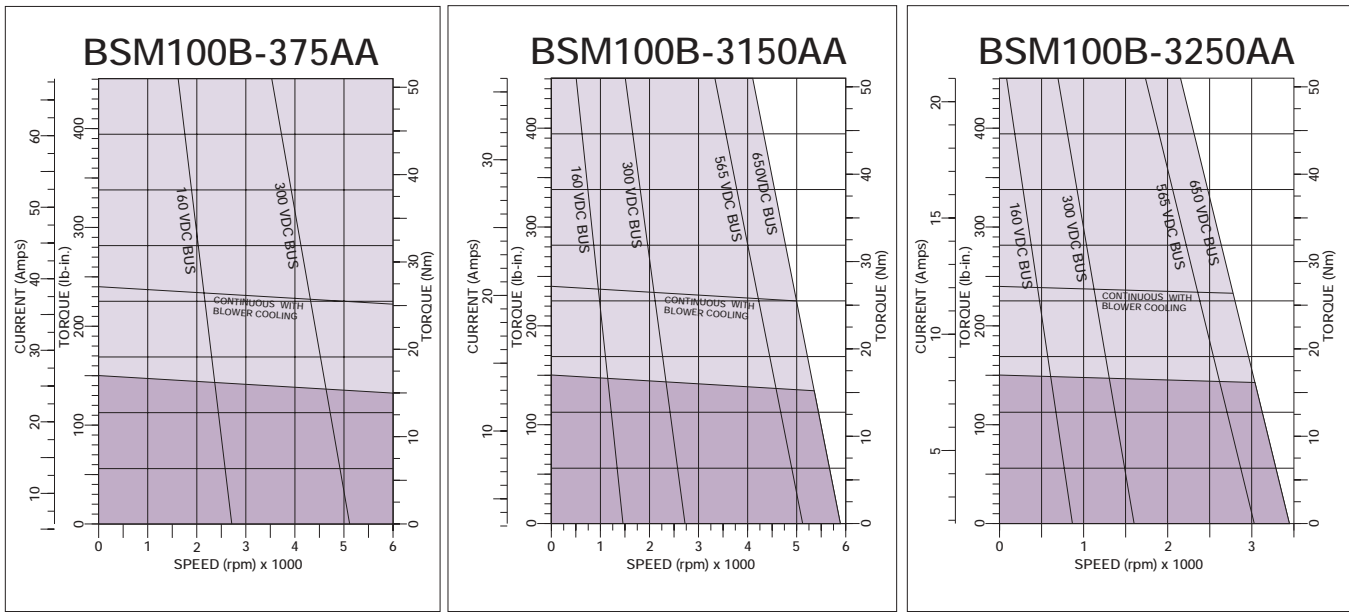 BSM100B-375AA
CURRENT (Amps)
60
50
40
30
20
10
TORQUE (lb-in.)
400
300
200
100
0
160 VDC BUS
300 VDC BUS
CONTINUOUS WITH
BLOWER COOLING
TORQUE (Nm)
50
40
30
20
10
0
0 1 2 3 4 5 6
SPEED (rpm) x 1000
BSM100B-3150AA
CURRENT (Amps)
30
20
10
TORQUE (lb-in.)
400
300
200
100
0
160 VDC BUS
300 VDC BUS
565 VDC BUS
650VDC BUS
CONTINUOUS WITH
BLOWER COOLING
TORQUE (Nm)
50
40
30
20
10
0
0 1 2 3 4 5 6
SPEED (rpm) x 1000
BSM100B-3250AA
CURRENT (Amps)
20
15
10
5
TORQUE (lb-in.)
400
300
200
100
0
160 VDC BUS
300 VDC BUS
565 VDC BUS
650 VDC BUS
CONTINUOUS WITH
BLOWER COOLING
TORQUE (Nm)
50
40
30
20
10
0
0 1 2 3
SPEED (rpm) x 1000